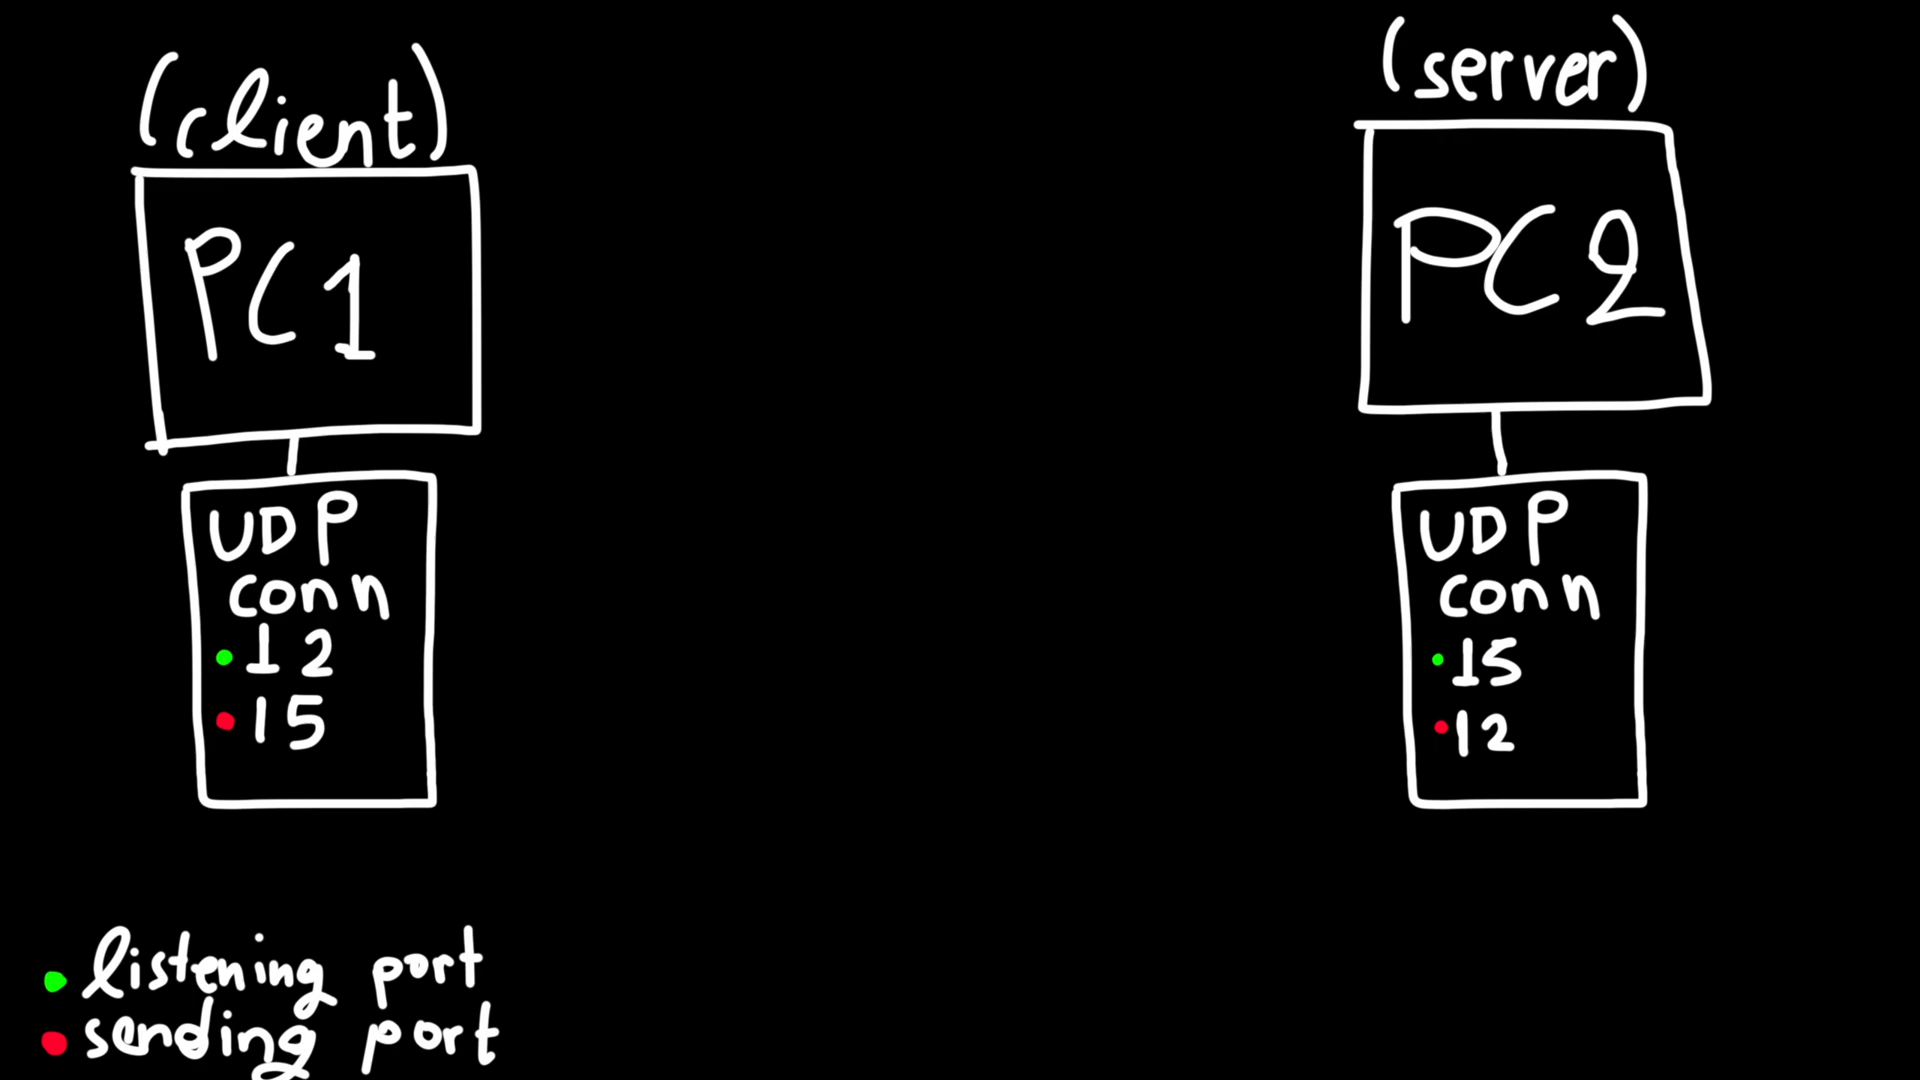 (client)
PC1
UDP
conn
12
15
(server)
PC2
UDP
conn
15
12
listening port
sending port